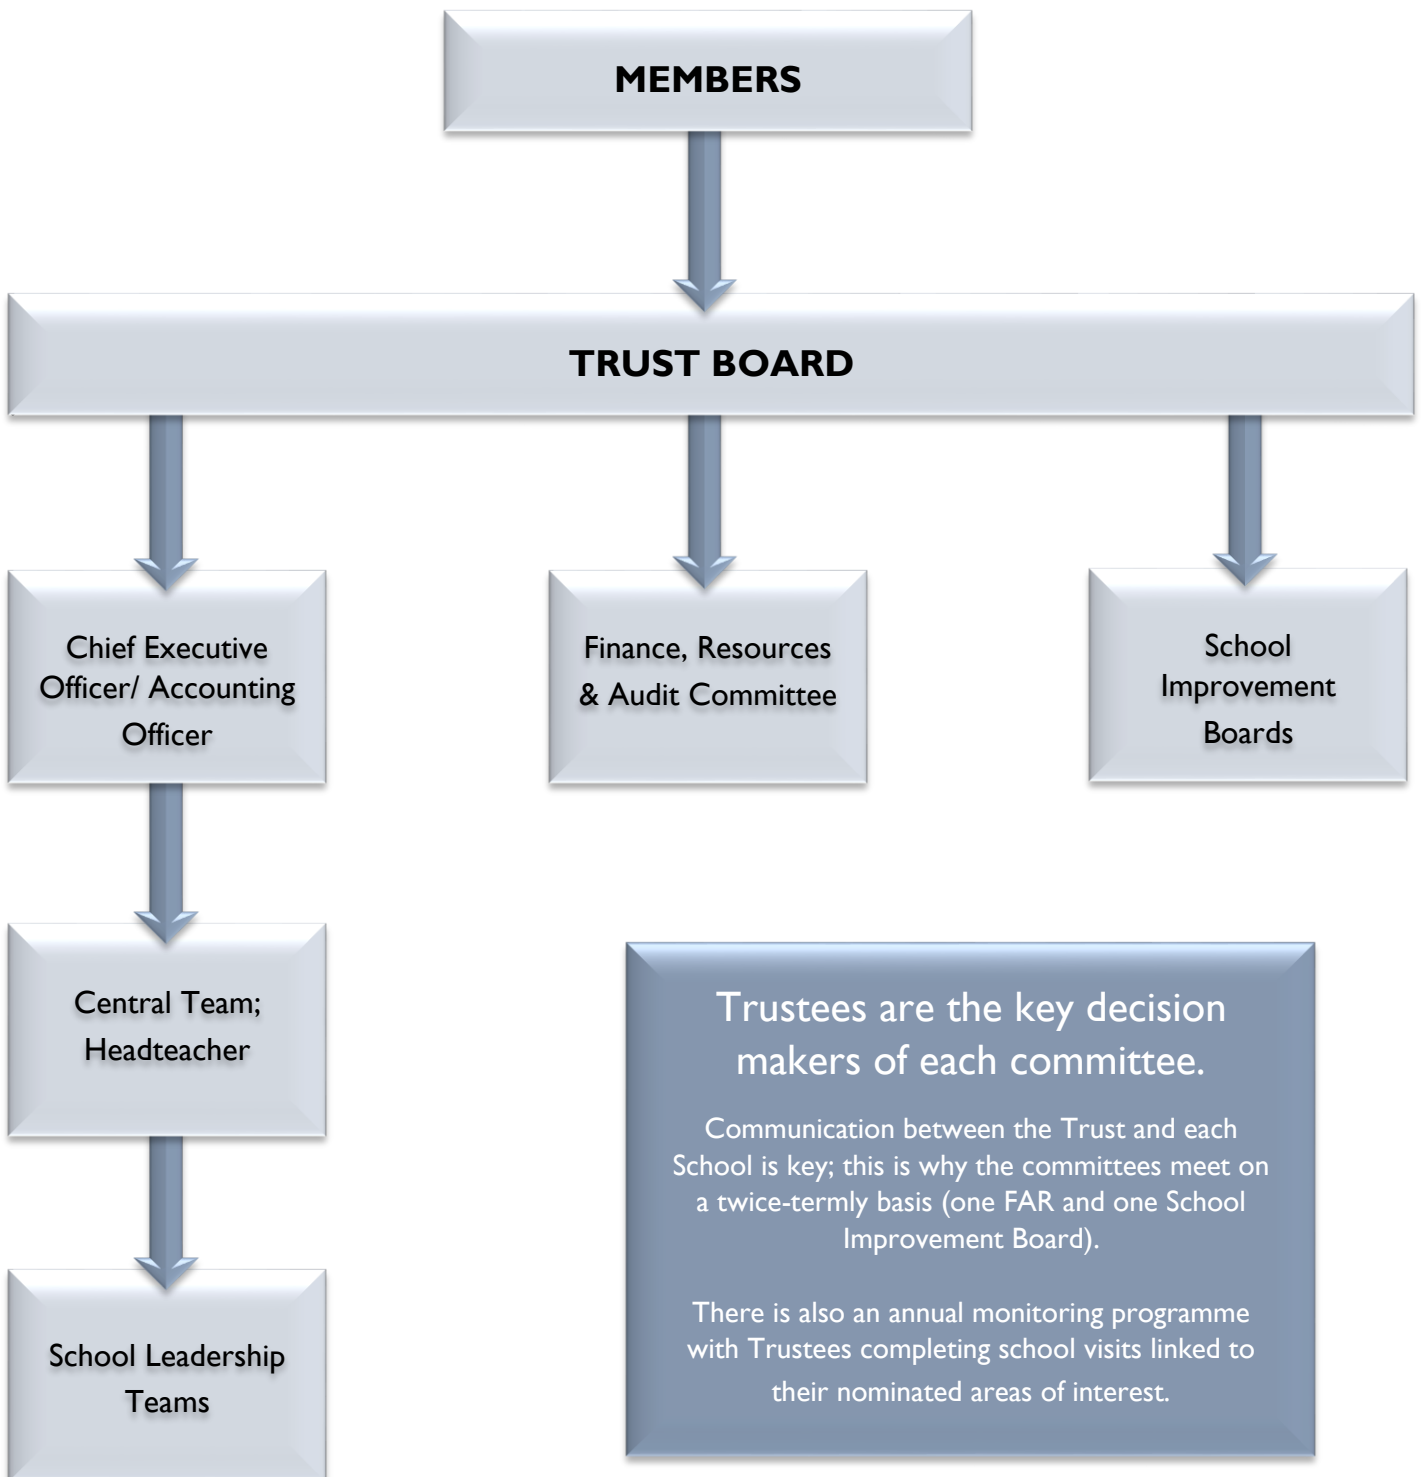 MEMBERS
TRUST BOARD
Chief Executive
Officer/ Accounting
Officer
Finance, Resources
& Audit Committee
School
Improvement
Boards
Central Team;
Headteacher
Trustees are the key decision
makers of each committee.
Communication between the Trust and each
School is key; this is why the committees meet on
a twice-termly basis (one FAR and one School
Improvement Board).
There is also an annual monitoring programme
with Trustees completing school visits linked to
their nominated areas of interest.
School Leadership
Teams